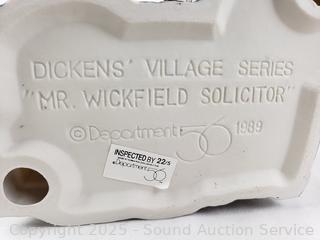 DICKENS' VILLAGE SERIES
"MR. WICKFIELD SOLICITOR"
© Department 56 1989
INSPECTED BY 22/5
Department 56
Copyright 2025 - Sound Auction Service